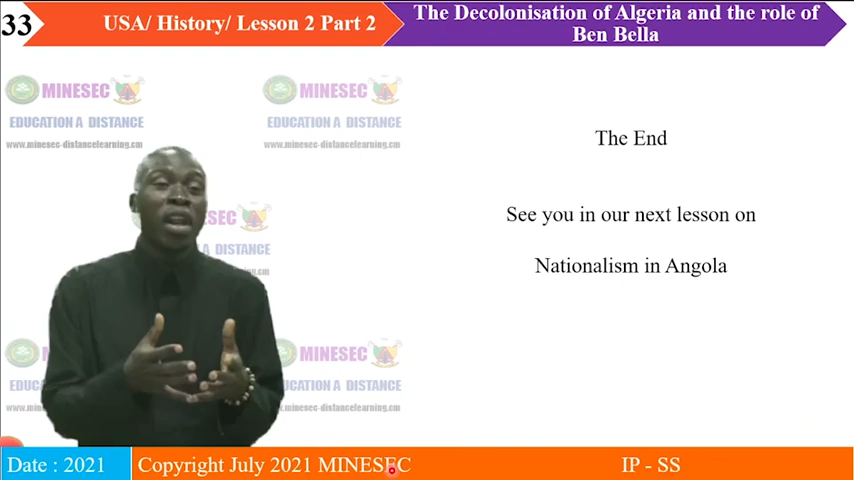 33
USA/ History/ Lesson 2 Part 2
The Decolonisation of Algeria and the role of
Ben Bella
MINESEC
EDUCATION A DISTANCE
www.minesec-distancelearning.cm
MINESEC
EDUCATION A DISTANCE
www.minesec-distancelearning.cm
The End
See you in our next lesson on
Nationalism in Angola
SEC
A DISTANCE
MINESEC
EDUCATION A DISTANCE
minesec-distancelearning.cm
Date : 2021
Copyright July 2021 MINESEC
IP - SS